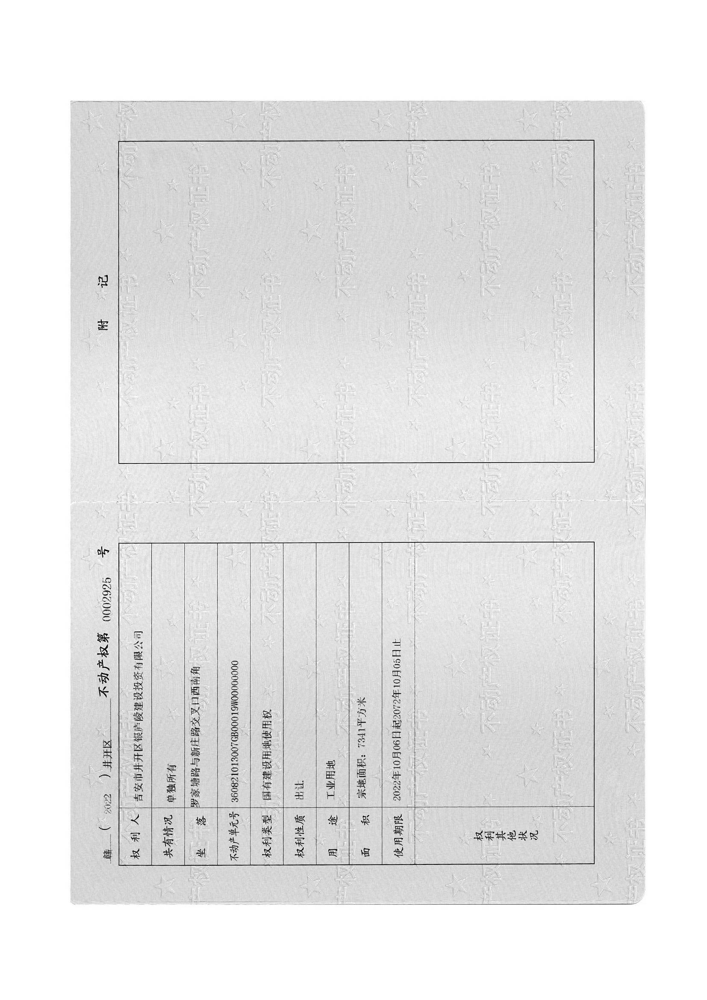 赣 ( 2022 ) 井开区 不动产权第 0002925 号
权利人 吉安市井开区银庐陵建设投资有限公司
共有情况 单独所有
坐落 罗家塘路与新庄路交叉口西南角
不动产单元号 360821013007GB00019W00000000
权利类型 国有建设用地使用权
权利性质 出让
用途 工业用地
面积 宗地面积：7341平方米
使用期限 2022年10月06日起2072年10月05日止
权利其他状况
附 记
不动产权证书